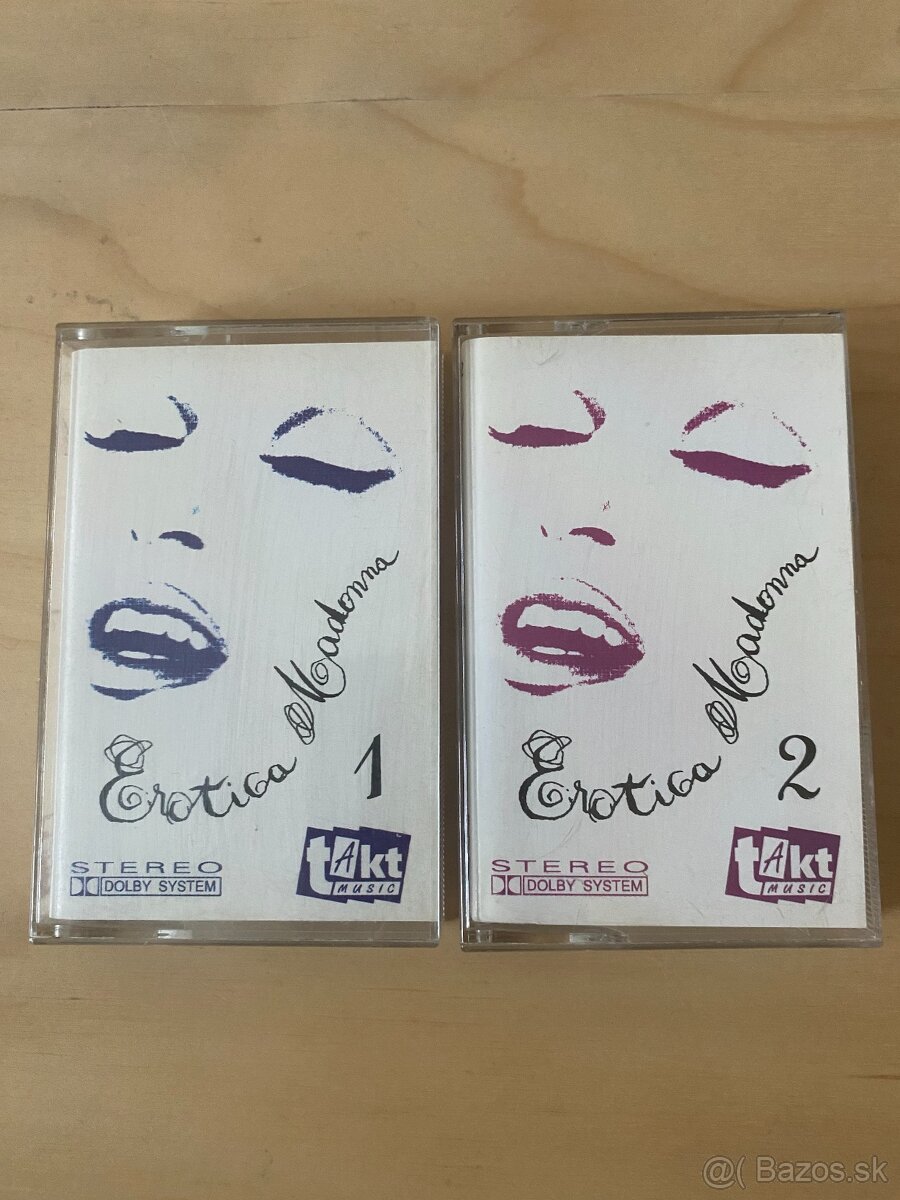 Erotica Madonna
1
STEREO
DOLBY SYSTEM
tAkt
MUSIC
Erotica Madonna
2
STEREO
DOLBY SYSTEM
tAkt
MUSIC
@( Bazos.sk